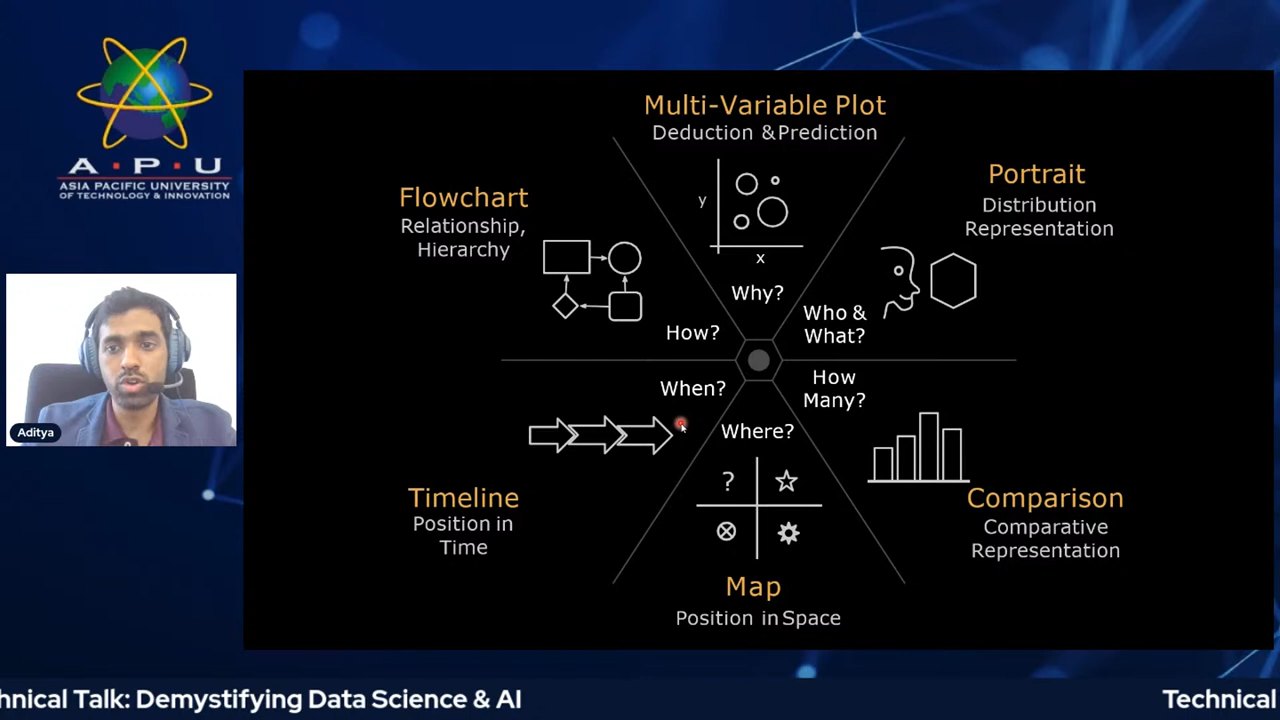 A·P·U
ASIA PACIFIC UNIVERSITY
OF TECHNOLOGY & INNOVATION
Aditya
Multi-Variable Plot
Deduction & Prediction
y
x
Why?
Portrait
Distribution
Representation
Who &
What?
How
Many?
Comparison
Comparative
Representation
Where?
?
Map
Position in Space
When?
Timeline
Position in
Time
Flowchart
Relationship,
Hierarchy
How?
hnical Talk: Demystifying Data Science & AI
Technical